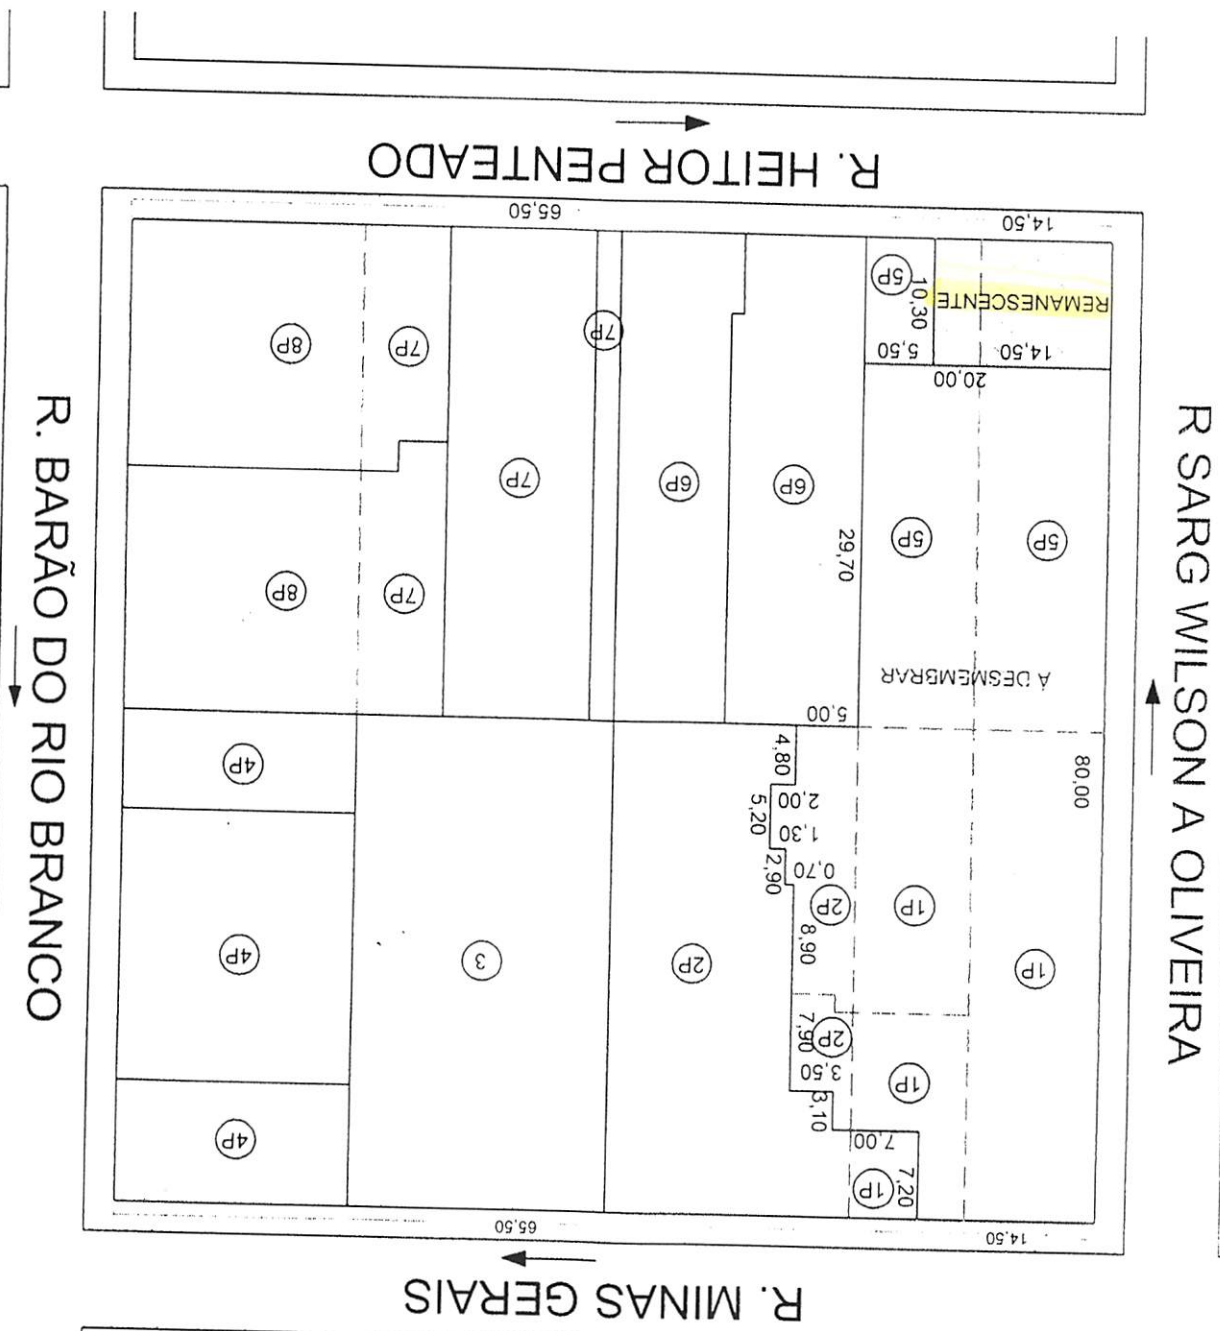 R. HEITOR PENTEADO
65,50
14,50
8P
7P
7P
5P
10,30
REMANESCENTE
5,50
14,50
20,00
7P
6P
6P
5P
5P
8P
7P
29,70
À DESMEMBRAR
5,00
R. BARÃO DO RIO BRANCO
R SARG WILSON A OLIVEIRA
4P
4,80
2,00
5,20
1,30
2,90
0,70
80,00
2P
1P
4P
3
2P
8,90
1P
7,90
2P
3,50
1P
3,10
7,00
4P
1P
7,20
65,50
14,50
R. MINAS GERAIS